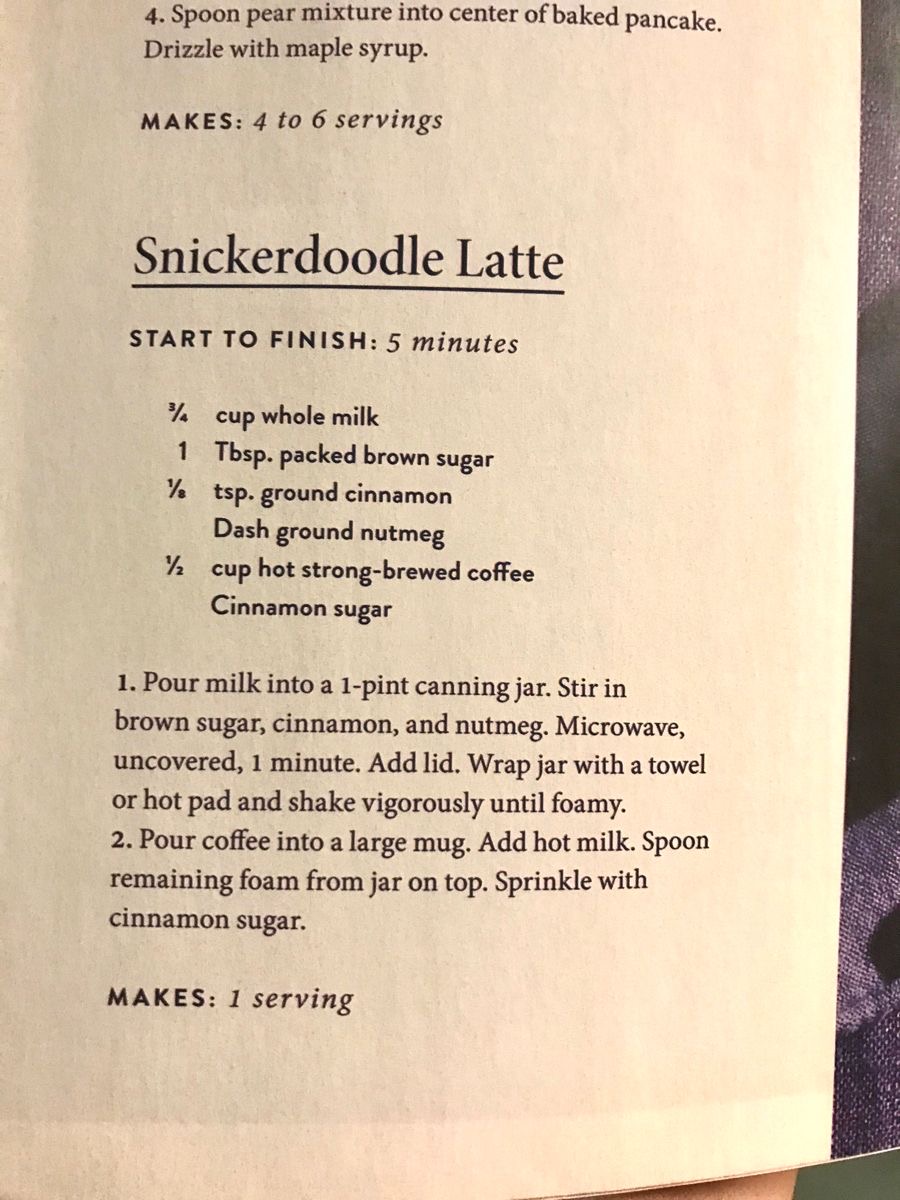 4. Spoon pear mixture into center of baked pancake.
Drizzle with maple syrup.
MAKES: 4 to 6 servings
Snickerdoodle Latte
START TO FINISH: 5 minutes
¾ cup whole milk
1 Tbsp. packed brown sugar
⅛ tsp. ground cinnamon
Dash ground nutmeg
½ cup hot strong-brewed coffee
Cinnamon sugar
1. Pour milk into a 1-pint canning jar. Stir in
brown sugar, cinnamon, and nutmeg. Microwave,
uncovered, 1 minute. Add lid. Wrap jar with a towel
or hot pad and shake vigorously until foamy.
2. Pour coffee into a large mug. Add hot milk. Spoon
remaining foam from jar on top. Sprinkle with
cinnamon sugar.
MAKES: 1 serving